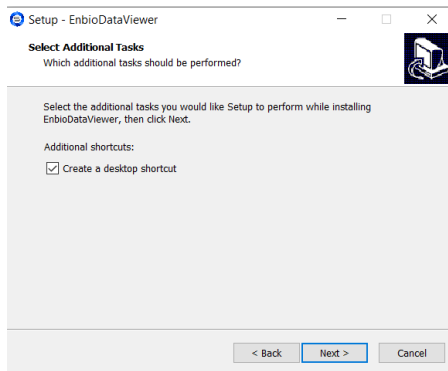 Setup - EnbioDataViewer
Select Additional Tasks
Which additional tasks should be performed?
Select the additional tasks you would like Setup to perform while installing
EnbioDataViewer, then click Next.
Additional shortcuts:
Create a desktop shortcut
< Back
Next >
Cancel